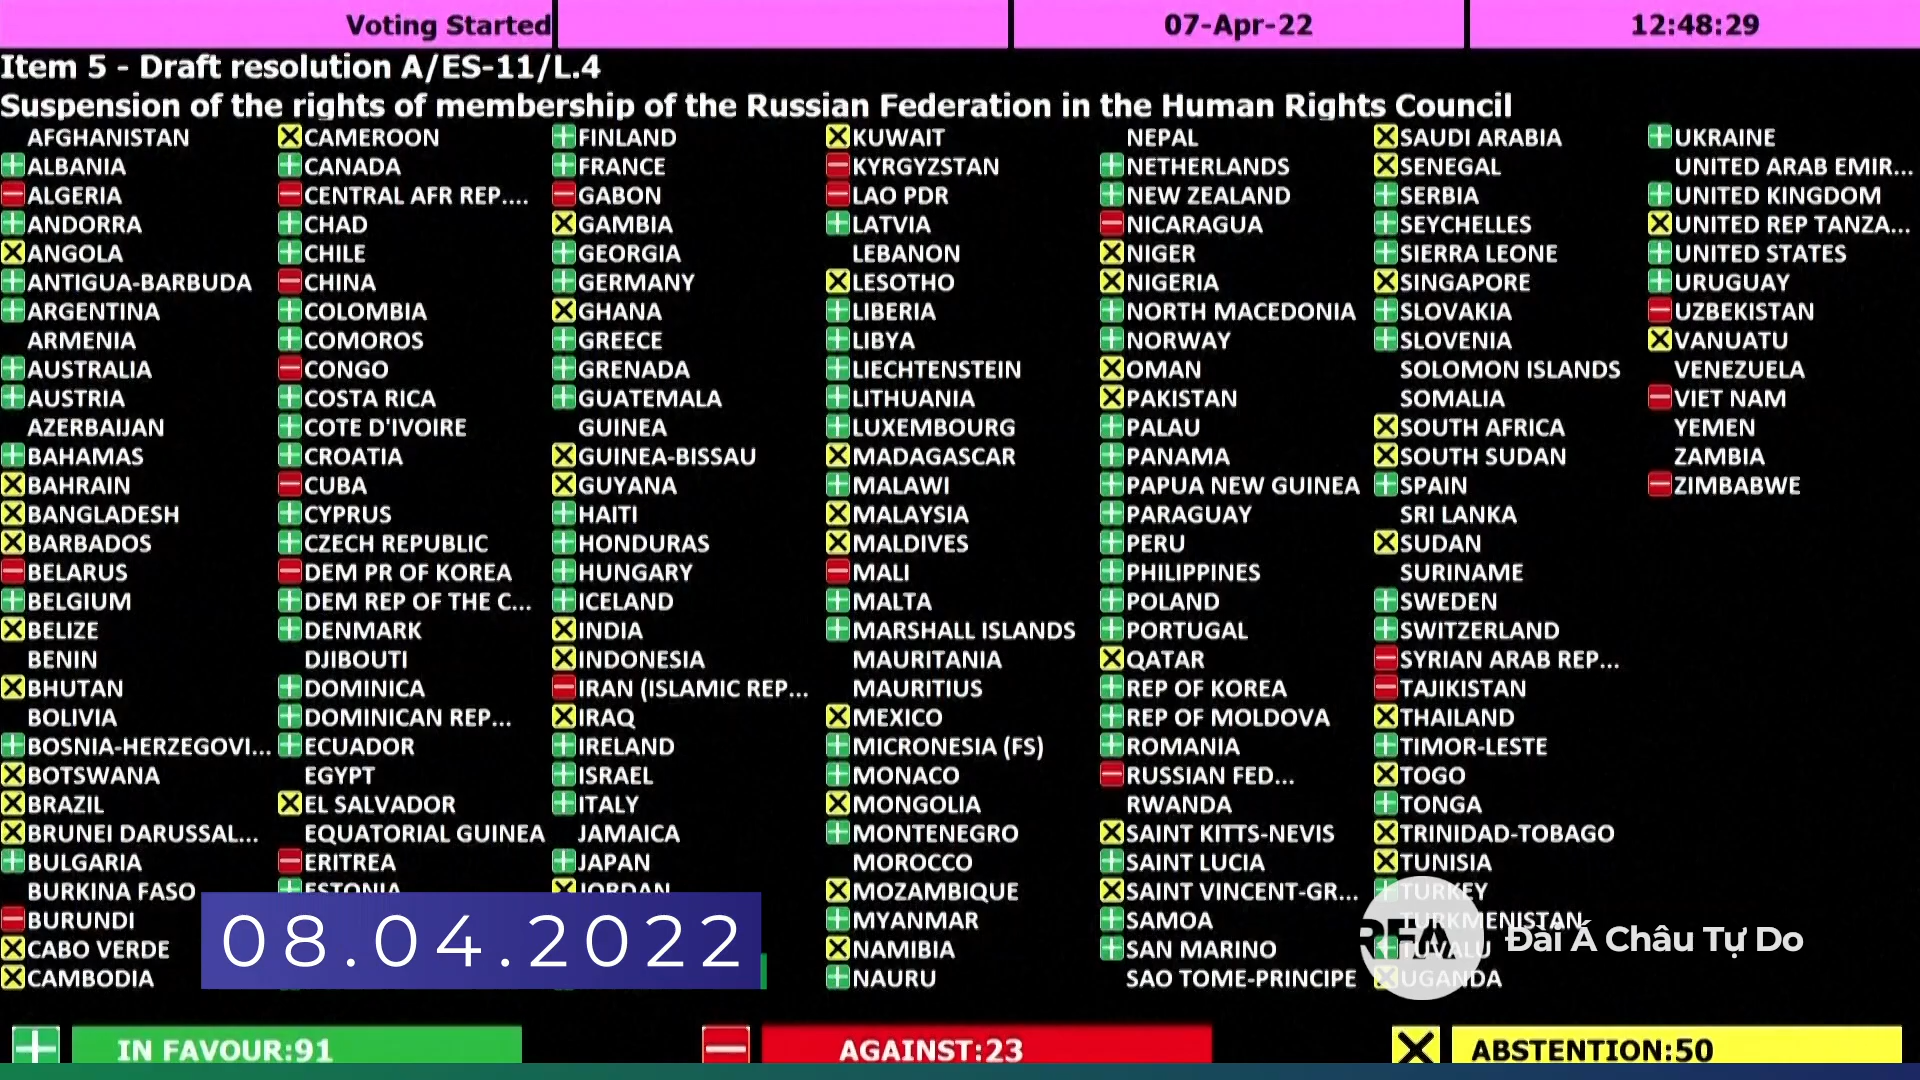 Voting Started 07-Apr-22 12:48:29
Item 5 - Draft resolution A/ES-11/L.4
Suspension of the rights of membership of the Russian Federation in the Human Rights Council
AFGHANISTAN
ALBANIA
ALGERIA
ANDORRA
ANGOLA
ANTIGUA-BARBUDA
ARGENTINA
ARMENIA
AUSTRALIA
AUSTRIA
AZERBAIJAN
BAHAMAS
BAHRAIN
BANGLADESH
BARBADOS
BELARUS
BELGIUM
BELIZE
BENIN
BHUTAN
BOLIVIA
BOSNIA-HERZEGOVI...
BOTSWANA
BRAZIL
BRUNEI DARUSSAL...
BULGARIA
BURKINA FASO
BURUNDI
CABO VERDE
CAMBODIA
CAMEROON
CANADA
CENTRAL AFR REP....
CHAD
CHILE
CHINA
COLOMBIA
COMOROS
CONGO
COSTA RICA
COTE D'IVOIRE
CROATIA
CUBA
CYPRUS
CZECH REPUBLIC
DEM PR OF KOREA
DEM REP OF THE C...
DENMARK
DJIBOUTI
DOMINICA
DOMINICAN REP...
ECUADOR
EGYPT
EL SALVADOR
EQUATORIAL GUINEA
ERITREA
ESTONIA
FINLAND
FRANCE
GABON
GAMBIA
GEORGIA
GERMANY
GHANA
GREECE
GRENADA
GUATEMALA
GUINEA
GUINEA-BISSAU
GUYANA
HAITI
HONDURAS
HUNGARY
ICELAND
INDIA
INDONESIA
IRAN (ISLAMIC REP...
IRAQ
IRELAND
ISRAEL
ITALY
JAMAICA
JAPAN
JORDAN
KUWAIT
KYRGYZSTAN
LAO PDR
LATVIA
LEBANON
LESOTHO
LIBERIA
LIBYA
LIECHTENSTEIN
LITHUANIA
LUXEMBOURG
MADAGASCAR
MALAWI
MALAYSIA
MALDIVES
MALI
MALTA
MARSHALL ISLANDS
MAURITANIA
MAURITIUS
MEXICO
MICRONESIA (FS)
MONACO
MONGOLIA
MONTENEGRO
MOROCCO
MOZAMBIQUE
MYANMAR
NAMIBIA
NAURU
NEPAL
NETHERLANDS
NEW ZEALAND
NICARAGUA
NIGER
NIGERIA
NORTH MACEDONIA
NORWAY
OMAN
PAKISTAN
PALAU
PANAMA
PAPUA NEW GUINEA
PARAGUAY
PERU
PHILIPPINES
POLAND
PORTUGAL
QATAR
REP OF KOREA
REP OF MOLDOVA
ROMANIA
RUSSIAN FED...
RWANDA
SAINT KITTS-NEVIS
SAINT LUCIA
SAINT VINCENT-GR...
SAMOA
SAN MARINO
SAO TOME-PRINCIPE
SAUDI ARABIA
SENEGAL
SERBIA
SEYCHELLES
SIERRA LEONE
SINGAPORE
SLOVAKIA
SLOVENIA
SOLOMON ISLANDS
SOMALIA
SOUTH AFRICA
SOUTH SUDAN
SPAIN
SRI LANKA
SUDAN
SURINAME
SWEDEN
SWITZERLAND
SYRIAN ARAB REP...
TAJIKISTAN
THAILAND
TIMOR-LESTE
TOGO
TONGA
TRINIDAD-TOBAGO
TUNISIA
TURKEY
TURKMENISTAN
TUVALU
UGANDA
UKRAINE
UNITED ARAB EMIR...
UNITED KINGDOM
UNITED REP TANZA...
UNITED STATES
URUGUAY
UZBEKISTAN
VANUATU
VENEZUELA
VIET NAM
YEMEN
ZAMBIA
ZIMBABWE
08.04.2022
RFA Đài Á Châu Tự Do
IN FAVOUR:91 AGAINST:23 ABSTENTION:50